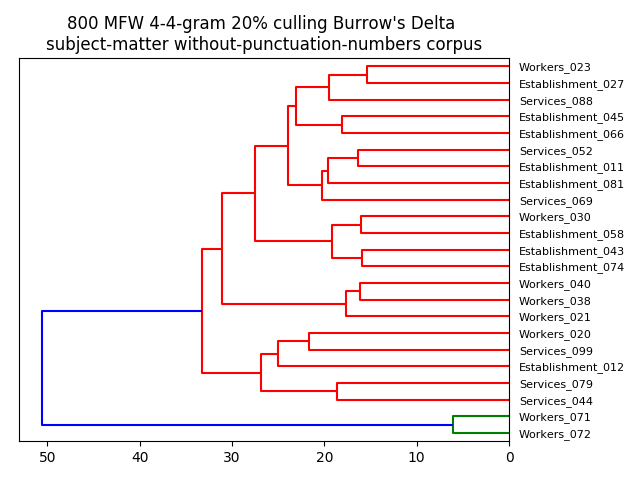 800 MFW 4-4-gram 20% culling Burrow's Delta
subject-matter without-punctuation-numbers corpus
Workers_023
Establishment_027
Services_088
Establishment_045
Establishment_066
Services_052
Establishment_011
Establishment_081
Services_069
Workers_030
Establishment_058
Establishment_043
Establishment_074
Workers_040
Workers_038
Workers_021
Workers_020
Services_099
Establishment_012
Services_079
Services_044
Workers_071
Workers_072
50 40 30 20 10 0